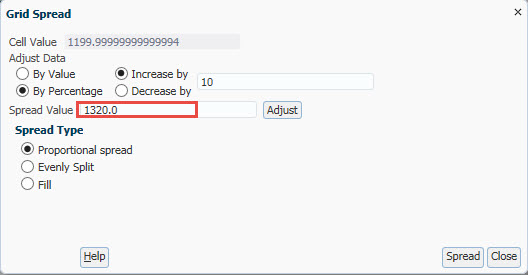 Grid Spread
Cell Value 1199.99999999999994
Adjust Data
By Value Increase by 10
By Percentage Decrease by
Spread Value 1320.0 Adjust
Spread Type
Proportional spread
Evenly Split
Fill
Help Spread Close